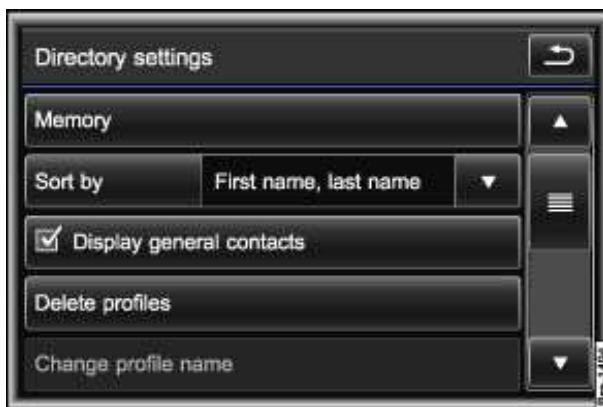 Directory settings
Memory
Sort by First name, last name
Display general contacts
Delete profiles
Change profile name